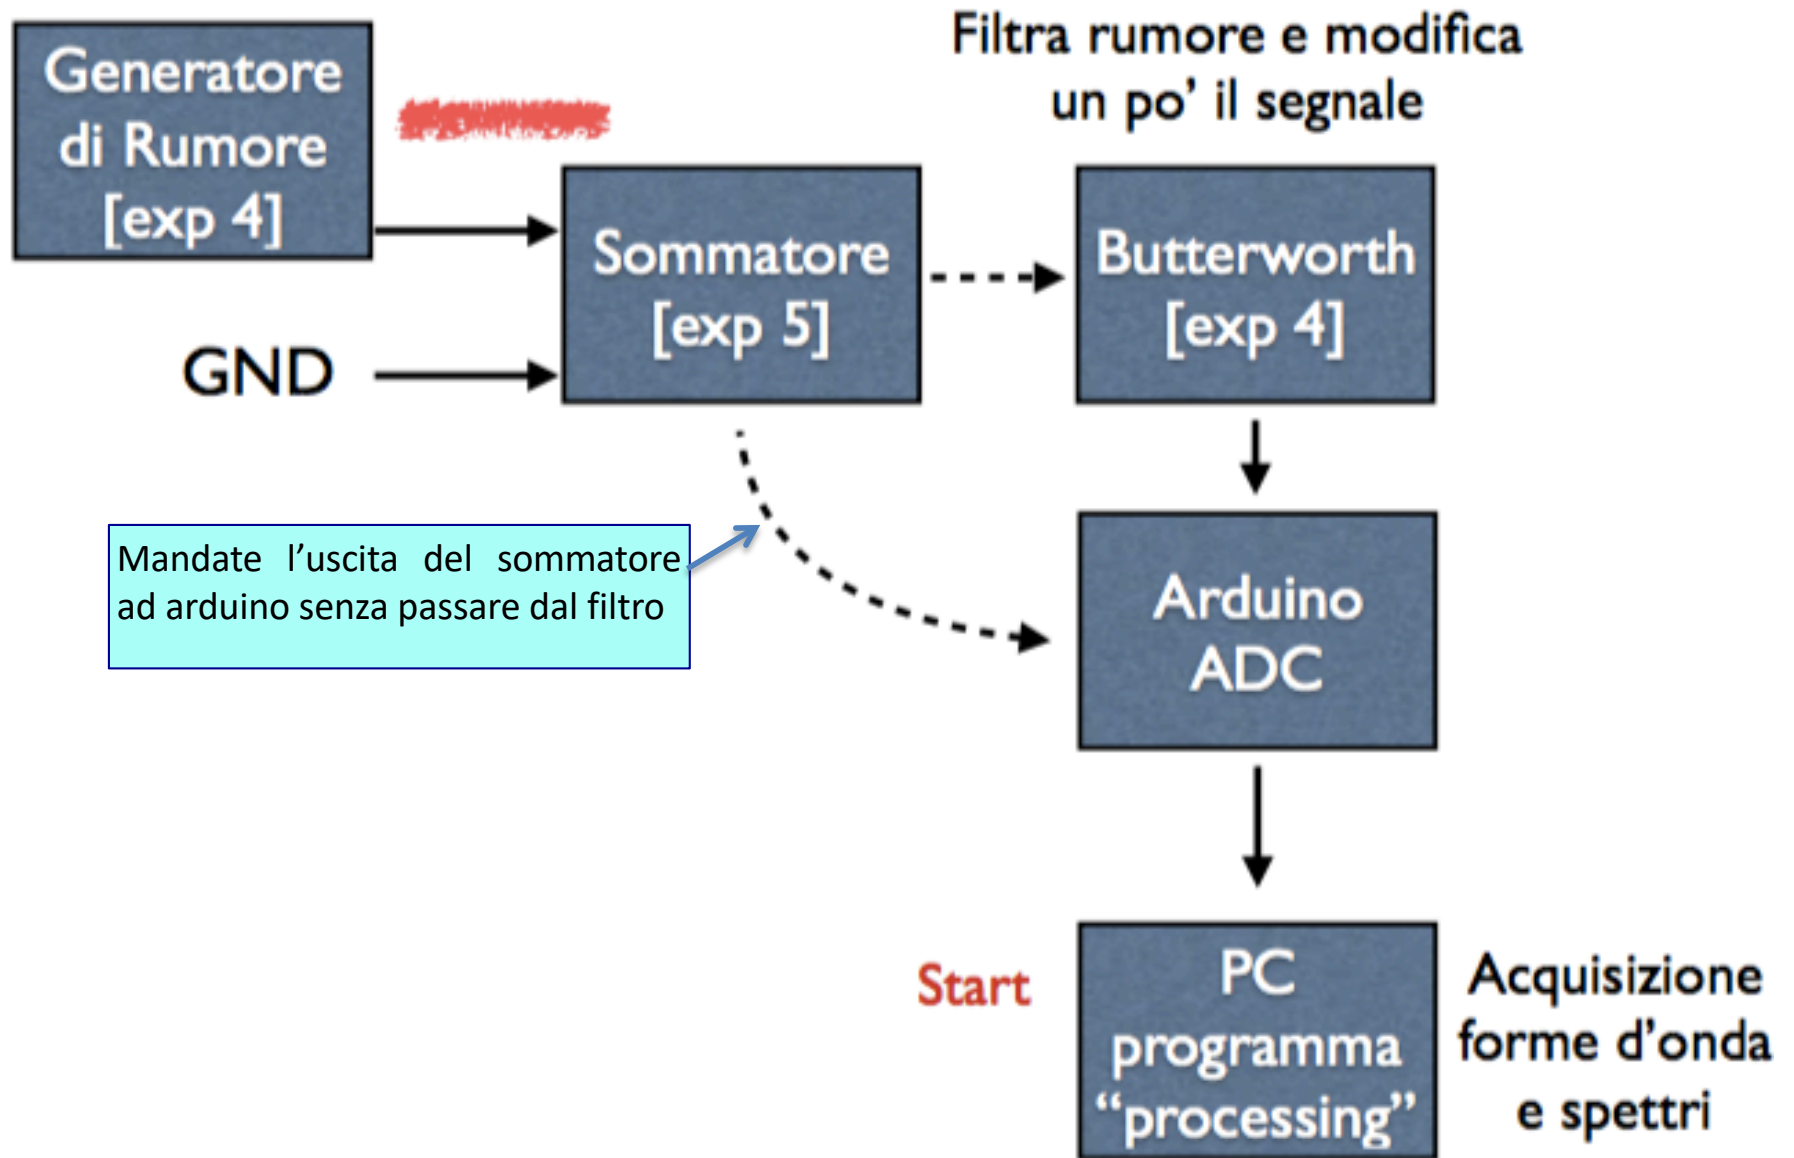 Generatore
di Rumore
[exp 4]
Filtra rumore e modifica
un po’ il segnale
Sommatore
[exp 5]
Butterworth
[exp 4]
GND
Mandate l’uscita del sommatore
ad arduino senza passare dal filtro
Arduino
ADC
Start
PC
programma
“processing”
Acquisizione
forme d’onda
e spettri